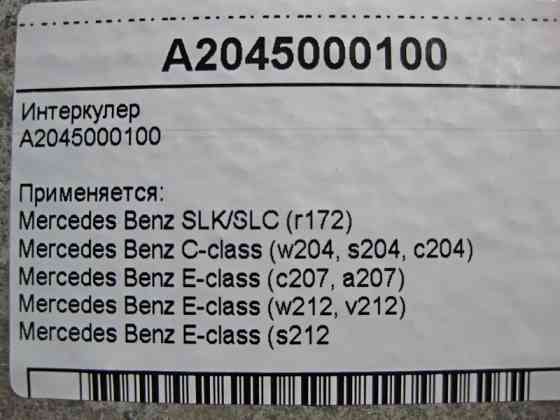 A2045000100
Интеркулер
A2045000100
Применяется:
Mercedes Benz SLK/SLC (r172)
Mercedes Benz C-class (w204, s204, c204)
Mercedes Benz E-class (c207, a207)
Mercedes Benz E-class (w212, v212)
Mercedes Benz E-class (s212